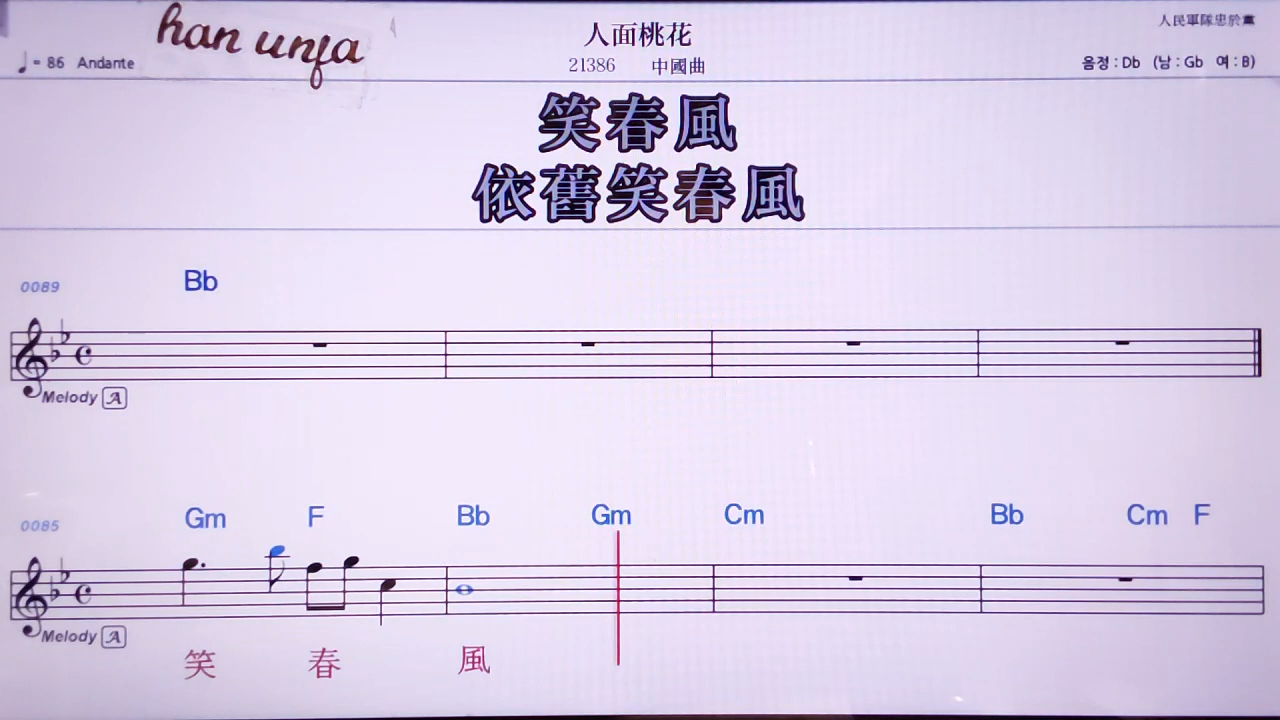 han unfa
人面桃花
人民軍隊忠於黨
♩= 86 Andante
21386 中國曲
음정 : Db (남 : Gb 여 : B)
笑春風
依舊笑春風
0089 Bb
Melody A
0085 Gm F Bb Gm Cm Bb Cm F
Melody A
笑 春 風